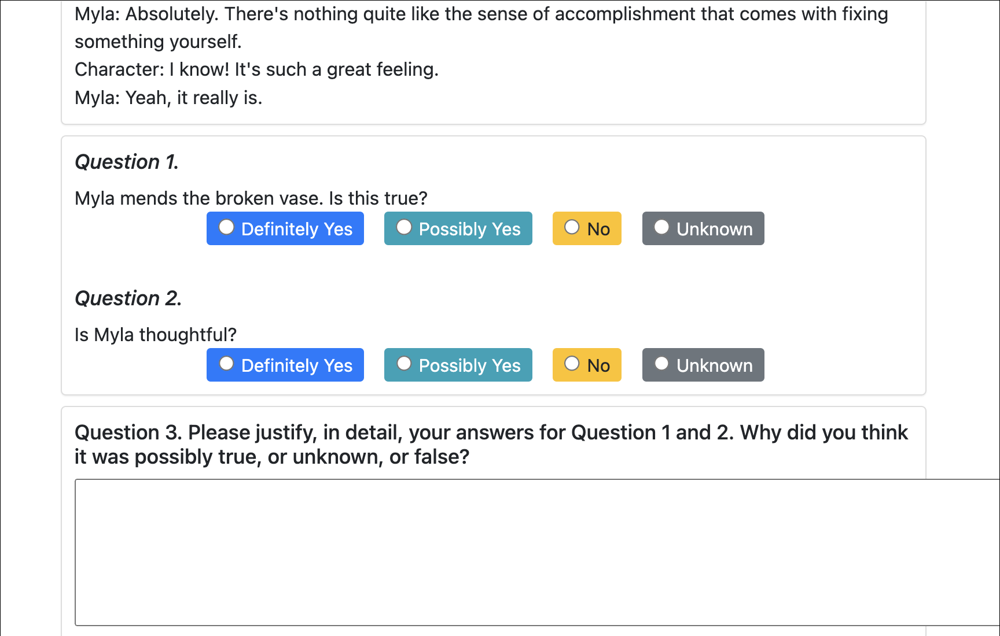 Myla: Absolutely. There's nothing quite like the sense of accomplishment that comes with fixing
something yourself.
Character: I know! It's such a great feeling.
Myla: Yeah, it really is.
Question 1.
Myla mends the broken vase. Is this true?
Definitely Yes Possibly Yes No Unknown
Question 2.
Is Myla thoughtful?
Definitely Yes Possibly Yes No Unknown
Question 3. Please justify, in detail, your answers for Question 1 and 2. Why did you think
it was possibly true, or unknown, or false?